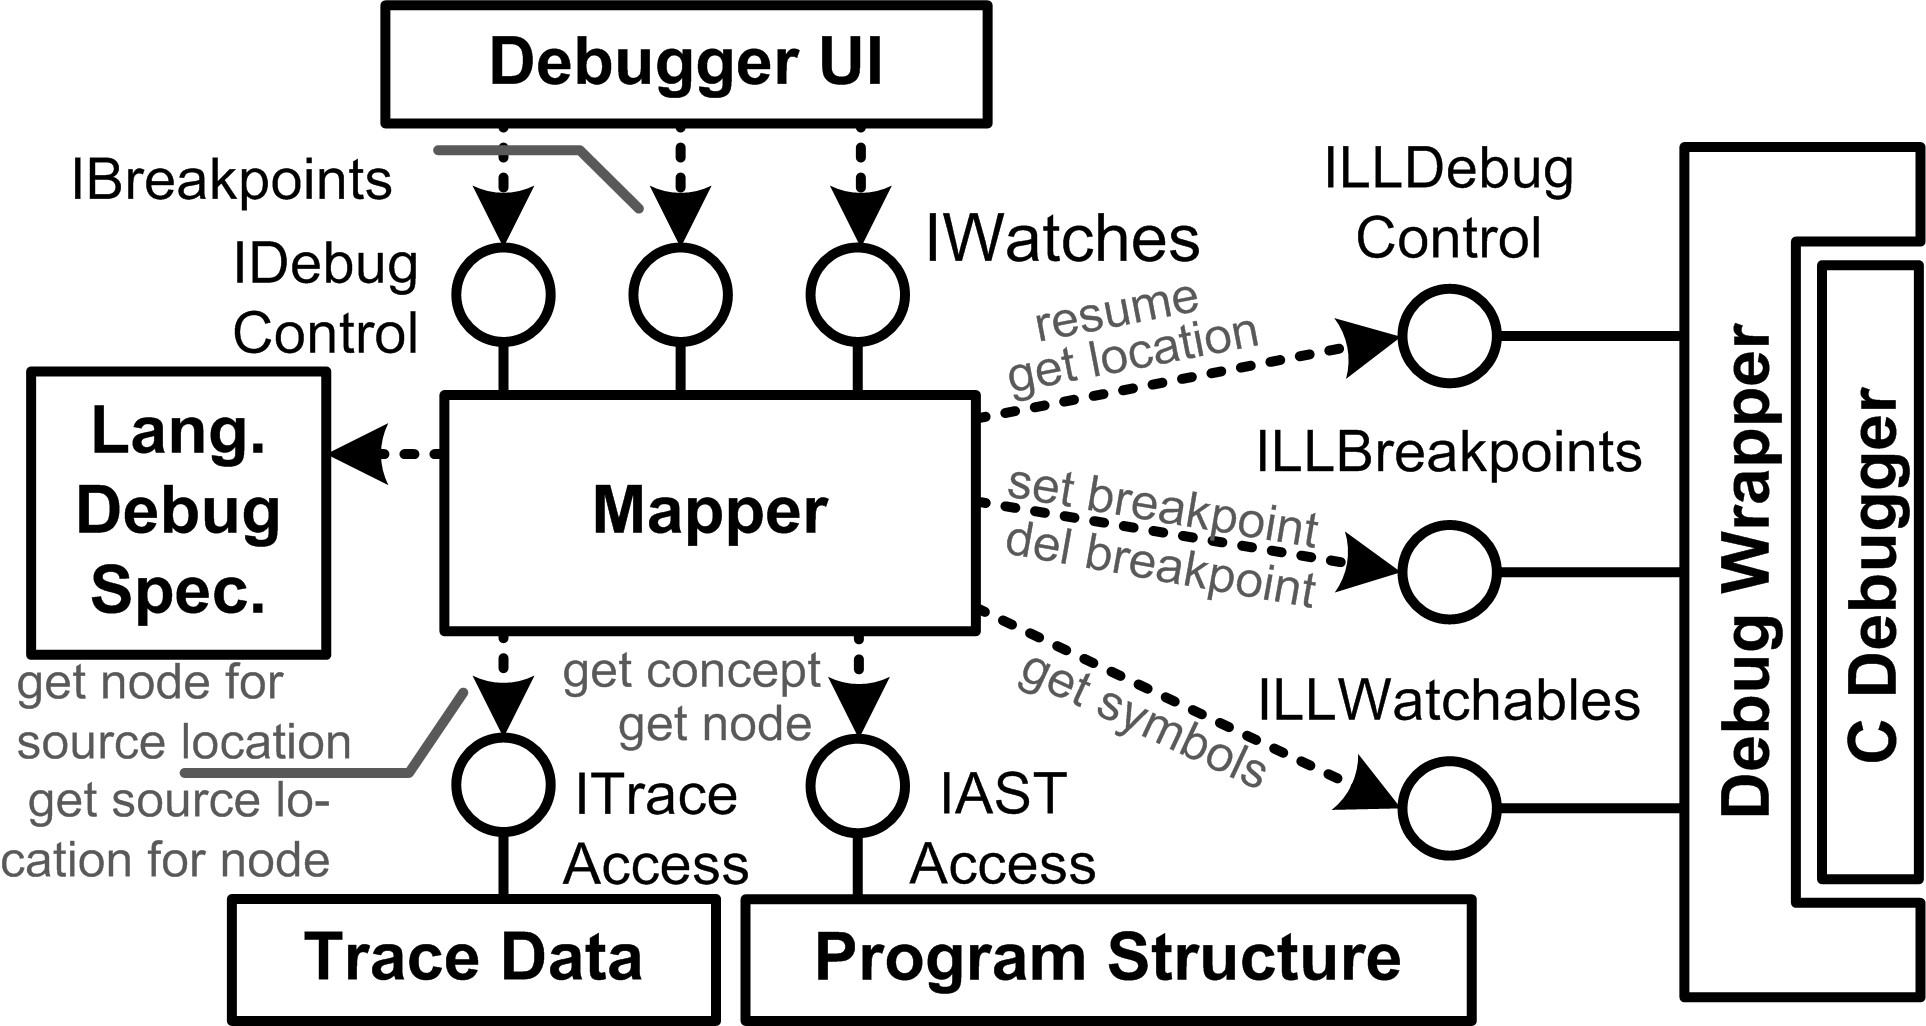 Debugger UI
IBreakpoints
IDebug
Control
IWatches
ILLDebug
Control
resume
get location
Lang.
Debug
Spec.
Mapper
ILLBreakpoints
set breakpoint
del breakpoint
get symbols
ILLWatchables
Debug Wrapper
C Debugger
get node for
source location
get source lo-
cation for node
get concept
get node
ITrace
Access
IAST
Access
Trace Data
Program Structure